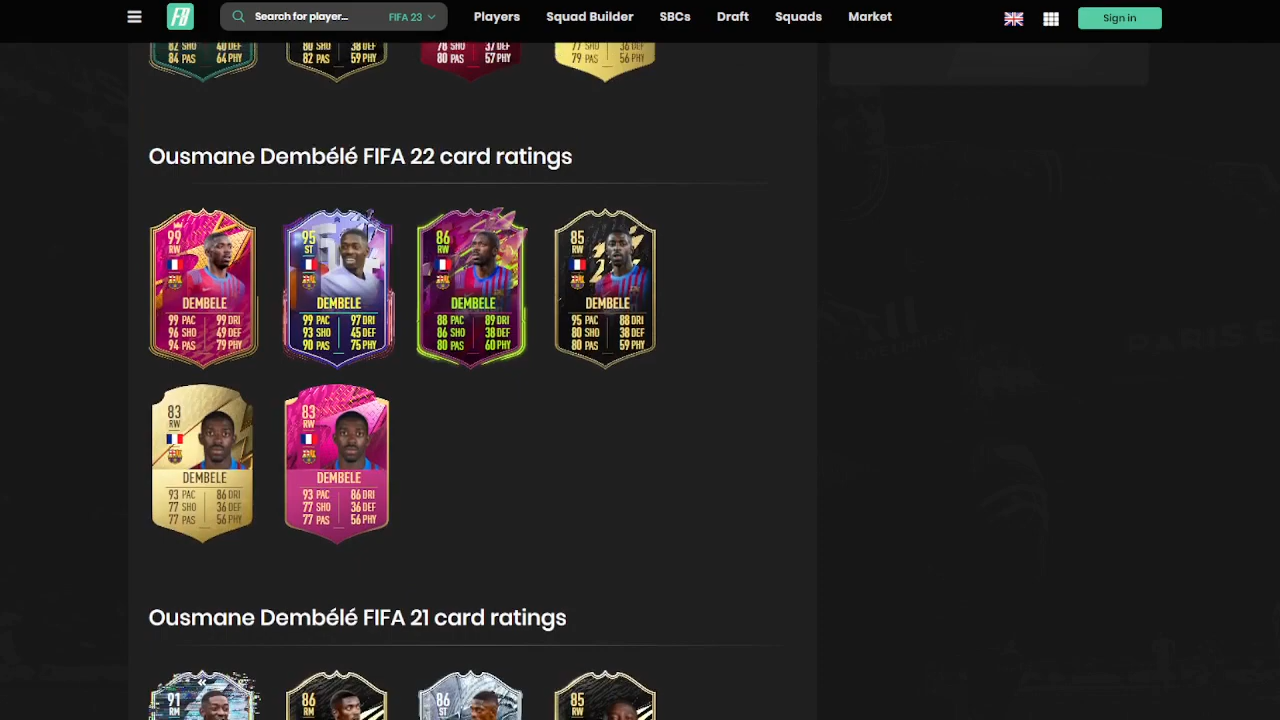 FB
Search for player...
FIFA 23
Players
Squad Builder
SBCs
Draft
Squads
Market
Sign in
82 SHO 40 DEF
84 PAS 64 PHY
80 SHO 38 DEF
82 PAS 59 PHY
78 SHO 37 DEF
80 PAS 57 PHY
77 SHO 36 DEF
79 PAS 56 PHY
Ousmane Dembélé FIFA 22 card ratings
99
RW
DEMBELE
99 PAC 99 DRI
96 SHO 49 DEF
94 PAS 79 PHY
95
ST
DEMBELE
99 PAC 97 DRI
93 SHO 45 DEF
90 PAS 75 PHY
86
RW
DEMBELE
88 PAC 89 DRI
86 SHO 38 DEF
80 PAS 60 PHY
85
RW
DEMBELE
95 PAC 88 DRI
80 SHO 38 DEF
80 PAS 59 PHY
83
RW
DEMBELE
93 PAC 86 DRI
77 SHO 36 DEF
77 PAS 56 PHY
83
RW
DEMBELE
93 PAC 86 DRI
77 SHO 36 DEF
77 PAS 56 PHY
Ousmane Dembélé FIFA 21 card ratings
91
RM
86
RM
86
RM
85
RM